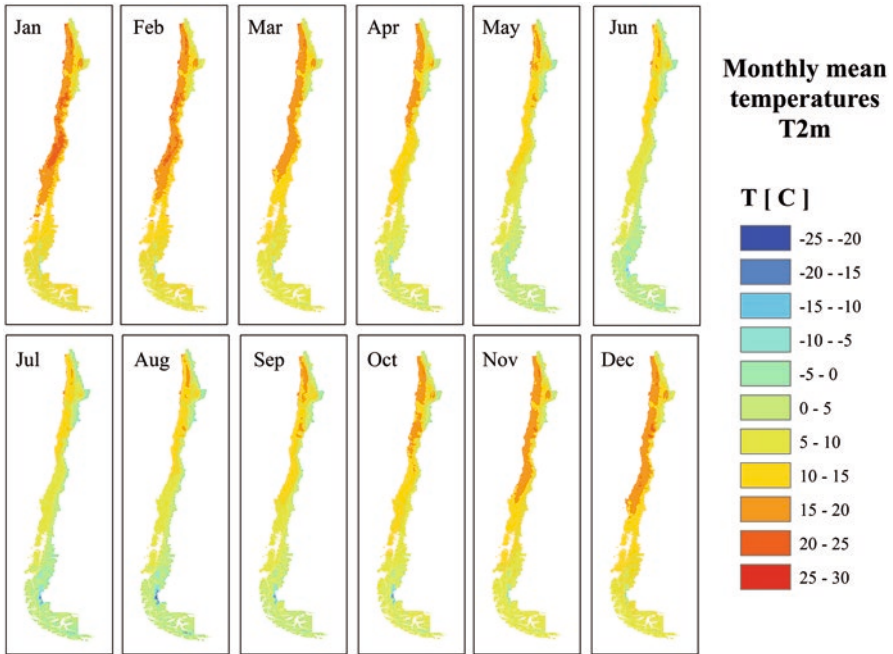 Jan Feb Mar Apr May Jun
Monthly mean
temperatures
T2m
T [ C ]
-25 - -20
-20 - -15
-15 - -10
-10 - -5
-5 - 0
0 - 5
5 - 10
10 - 15
15 - 20
20 - 25
25 - 30
Jul Aug Sep Oct Nov Dec